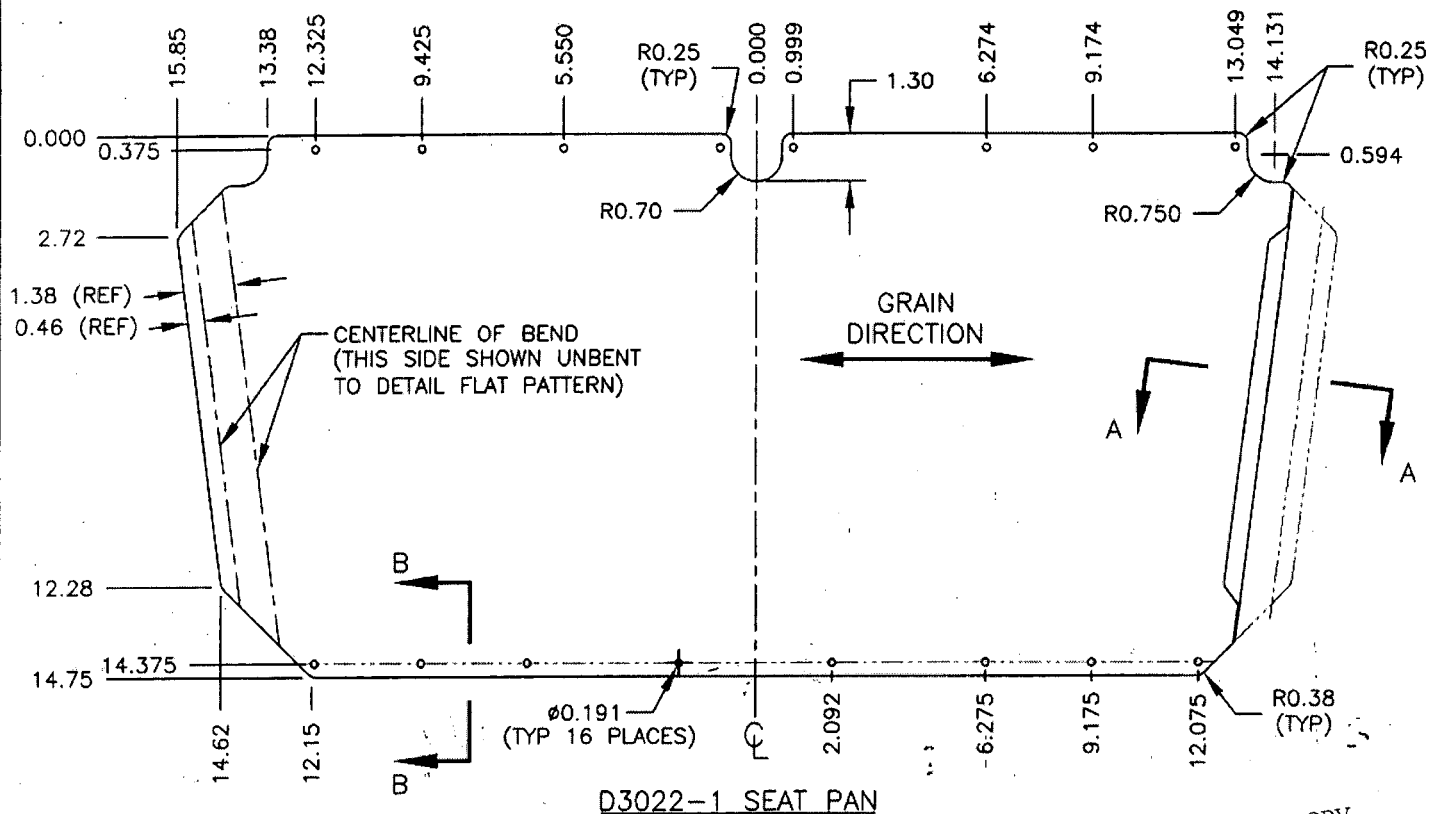 15.85
13.38
12.325
9.425
5.550
R0.25
(TYP)
0.000
0.999
1.30
6.274
9.174
13.049
14.131
R0.25
(TYP)
0.000
0.375
0.594
R0.70
R0.750
2.72
1.38 (REF)
0.46 (REF)
CENTERLINE OF BEND
(THIS SIDE SHOWN UNBENT
TO DETAIL FLAT PATTERN)
GRAIN
DIRECTION
A
A
B
12.28
14.375
14.75
ø0.191
(TYP 16 PLACES)
R0.38
(TYP)
14.62
12.15
B
CL
2.092
6.275
9.175
12.075
D3022-1 SEAT PAN